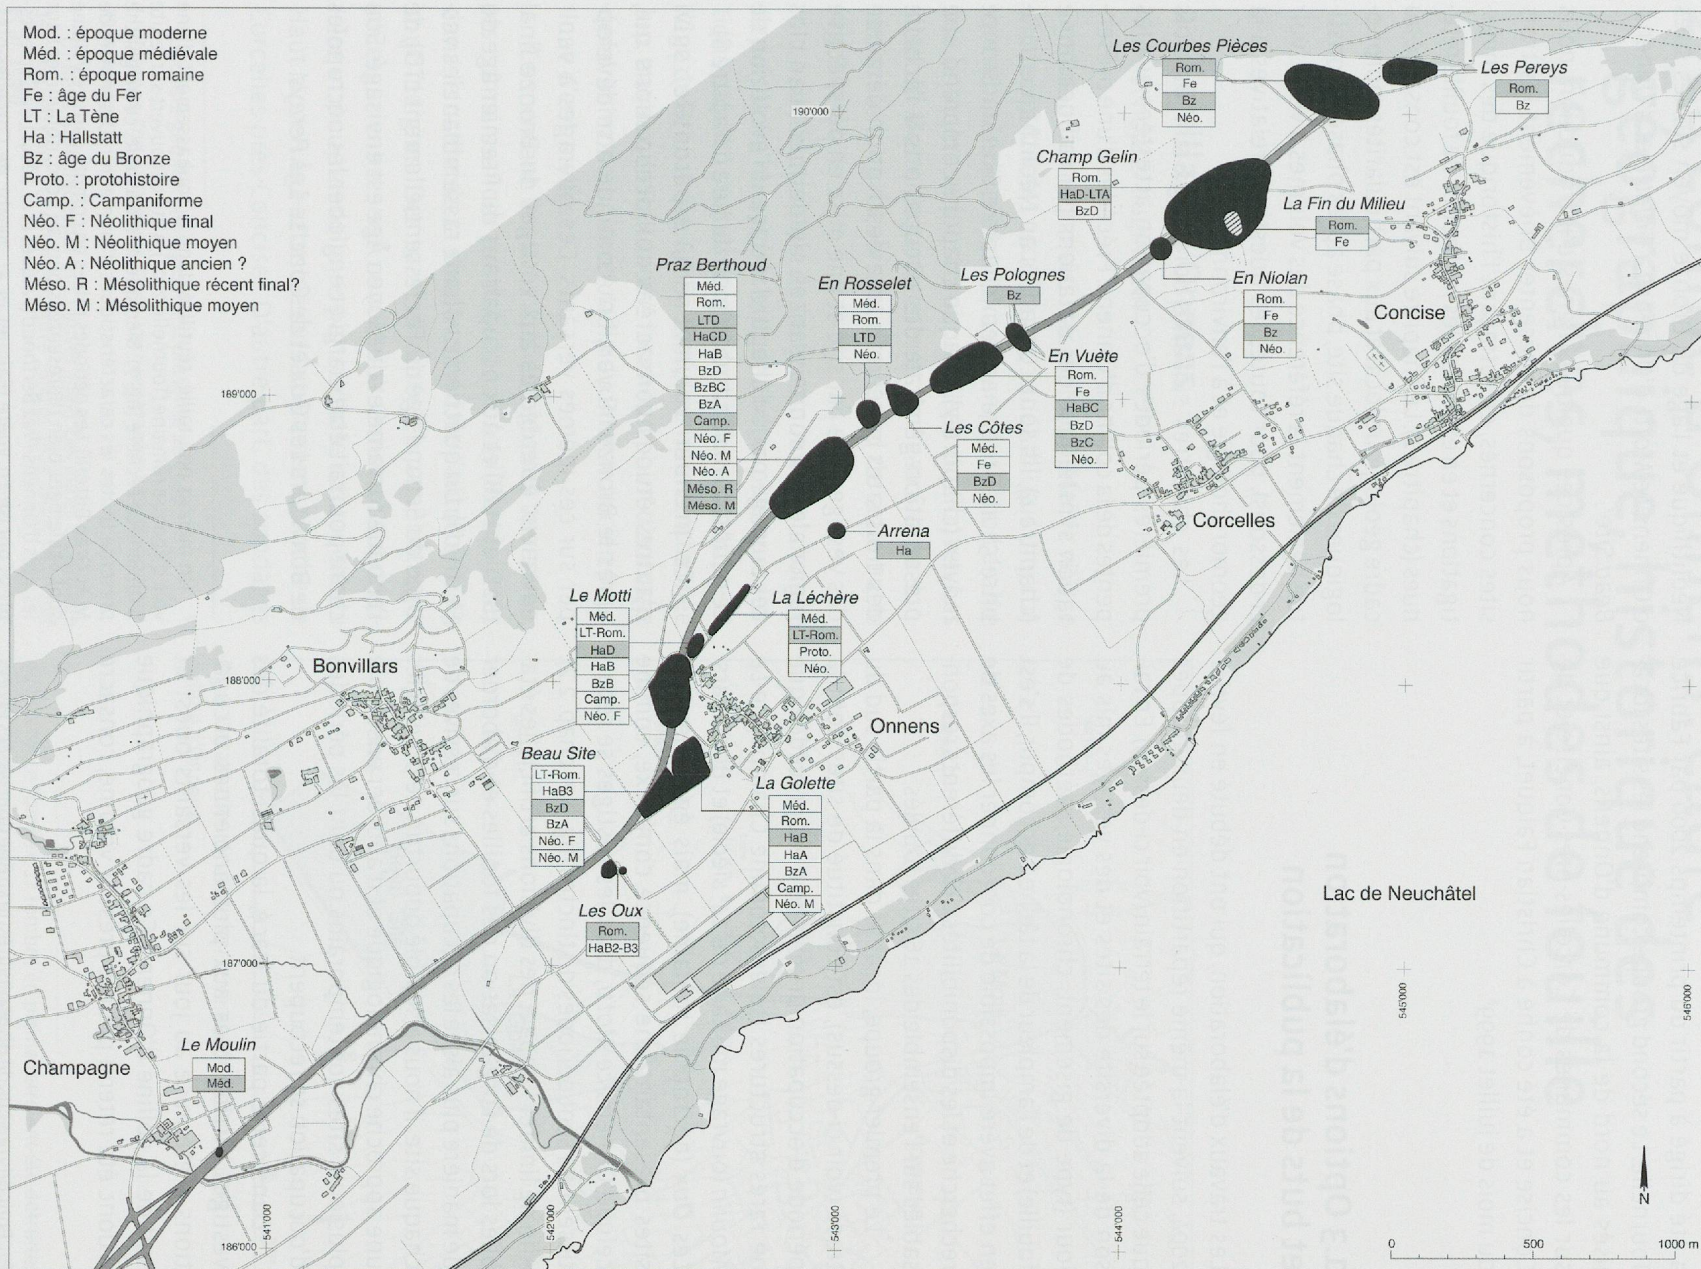 Mod. : époque moderne
Méd. : époque médiévale
Rom. : époque romaine
Fe : âge du Fer
LT : La Tène
Ha : Hallstatt
Bz : âge du Bronze
Proto. : protohistoire
Camp. : Campaniforme
Néo. F : Néolithique final
Néo. M : Néolithique moyen
Néo. A : Néolithique ancien ?
Méso. R : Mésolithique récent final?
Méso. M : Mésolithique moyen
Les Courbes Pièces
Rom.
Fe
Bz
Néo.
Les Pereys
Rom.
Bz
190'000
Champ Gelin
Rom.
HaD-LTA
BzD
La Fin du Milieu
Rom.
Fe
En Niolan
Rom.
Fe
Bz
Néo.
Concise
Praz Berthoud
Méd.
Rom.
LTD
HaCD
HaB
BzD
BzBC
BzA
Camp.
Néo. F
Néo. M
Néo. A
Méso. R
Méso. M
En Rosselet
Méd.
Rom.
LTD
Néo.
Les Polognes
Bz
En Vuète
Rom.
Fe
HaBC
BzD
BzC
Néo.
189'000
Les Côtes
Méd.
Fe
BzD
Néo.
Corcelles
Arrena
Ha
Le Motti
Méd.
LT-Rom.
HaD
HaB
BzB
Camp.
Néo. F
La Léchère
Méd.
LT-Rom.
Proto.
Néo.
Bonvillars
188'000
Onnens
Beau Site
LT-Rom.
HaB3
BzD
BzA
Néo. F
Néo. M
La Golette
Méd.
Rom.
HaB
HaA
BzA
Camp.
Néo. M
Les Oux
Rom.
HaB2-B3
Lac de Neuchâtel
187'000
Le Moulin
Mod.
Méd.
Champagne
186'000
541'000
542'000
543'000
544'000
545'000
546'000
N
0 500 1000 m